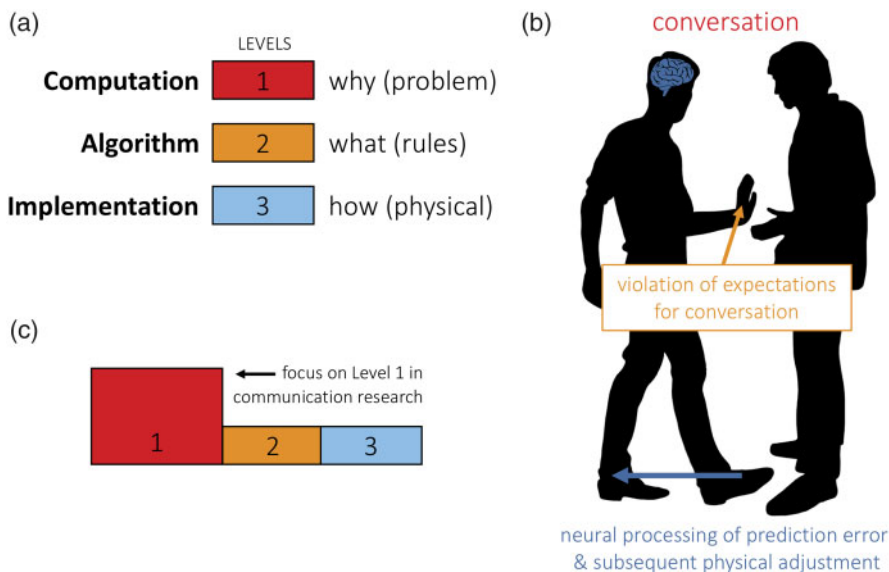 (a)
LEVELS
Computation 1 why (problem)
Algorithm 2 what (rules)
Implementation 3 how (physical)
(b)
conversation
violation of expectations
for conversation
neural processing of prediction error
& subsequent physical adjustment
(c)
focus on Level 1 in
communication research
1 2 3